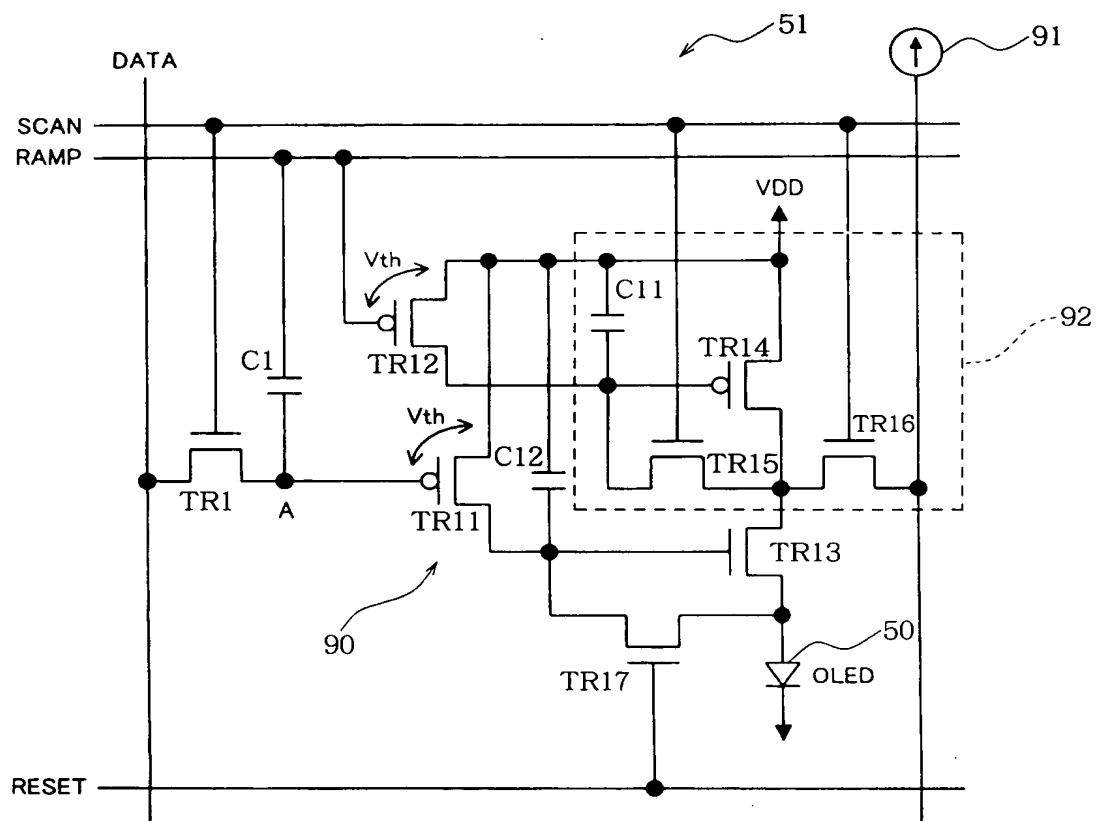 51
91
DATA
SCAN
RAMP
VDD
Vth
C11
92
TR14
C1
TR12
Vth
TR16
C12
TR15
TR1
A
TR11
TR13
90
50
TR17
OLED
RESET